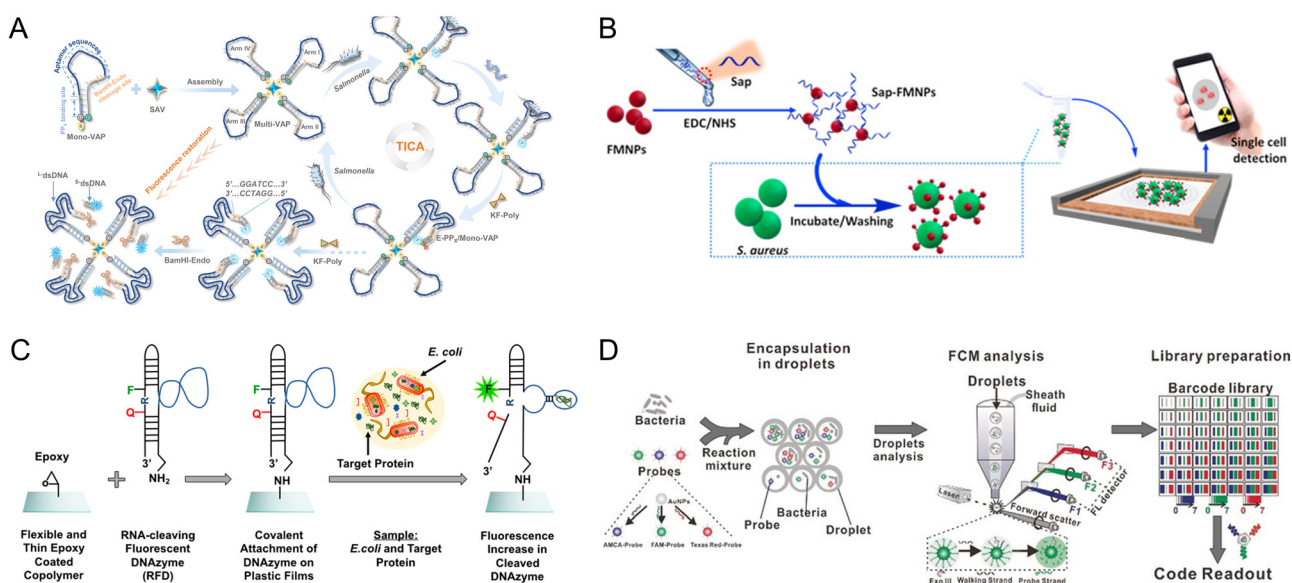 A
Aptamer sequences
PPX binding site
BamHI-Endo
cleavage site
Mono-VAP
SAV
Assembly
Arm IV
Arm I
Arm III
Arm II
Multi-VAP
Salmonella
TICA
Salmonella
KF-Poly
E-PPX/Mono-VAP
KF-Poly
Fluorescence restoration
L-dsDNA
S-dsDNA
5'...GGATCC...3'
3'...CCTAGG...5'
BamHI-Endo
B
Sap
FMNPs
EDC/NHS
Sap-FMNPs
S. aureus
Incubate/Washing
Single cell
detection
C
Epoxy
Flexible and
Thin Epoxy
Coated
Copolymer
F
R
Q
3'
NH2
RNA-cleaving
Fluorescent
DNAzyme
(RFD)
F
R
Q
3'
NH
Covalent
Attachment of
DNAzyme on
Plastic Films
E. coli
Target Protein
Sample:
E.coli and Target
Protein
F
R
Q
3'
NH
Fluorescence
Increase in
Cleaved
DNAzyme
D
Encapsulation
in droplets
Bacteria
Reaction
mixture
Probes
AuNPs
AMCA-Probe
FAM-Probe
Texas Red-Probe
Probe
Bacteria
Droplet
Droplets
analysis
FCM analysis
Droplets
Sheath
fluid
Laser
F3
F2
F1
FL detector
Forward scatter
Exo III
Walking Strand
Probe Strand
Library preparation
Barcode library
0 7 0 7 0 7
Code Readout